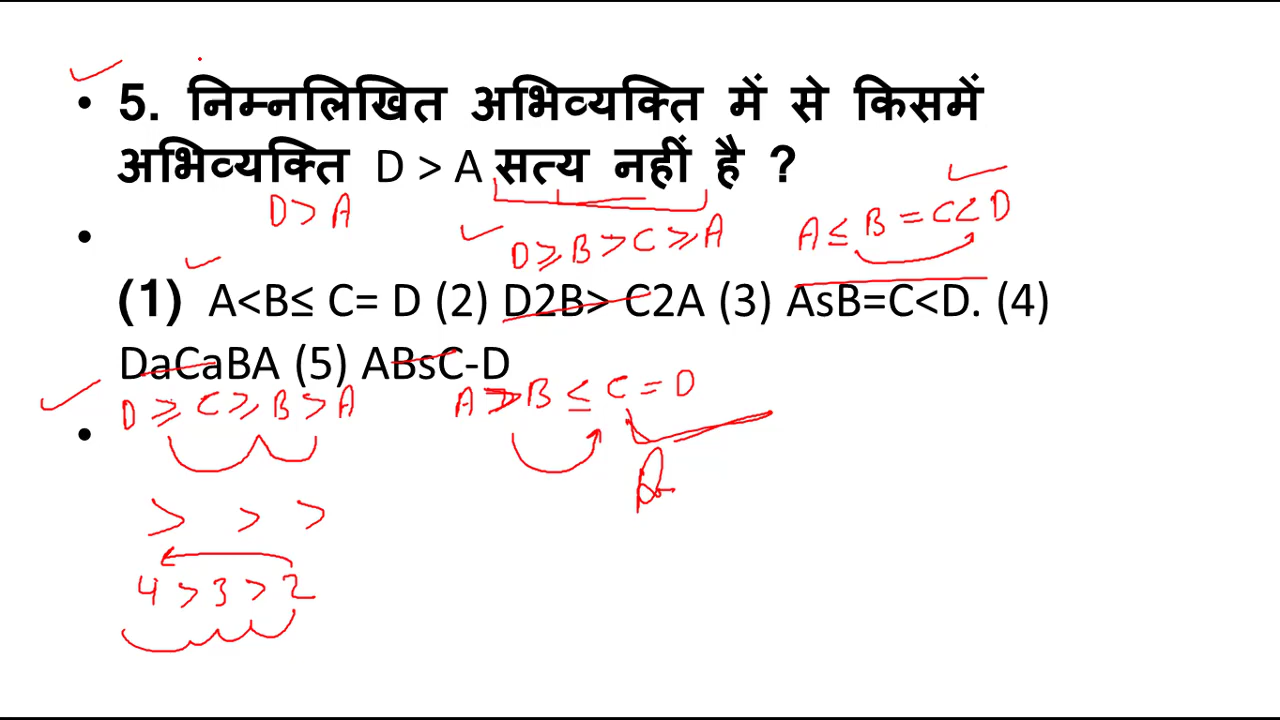 • 5. निम्नलिखित अभिव्यक्ति में से किसमें
अभिव्यक्ति D > A सत्य नहीं है ?
D > A
D ≥ B > C ≥ A
A ≤ B = C < D
•
(1) A<B≤ C= D (2) D2B> C2A (3) AsB=C<D. (4)
DaCaBA (5) ABsC-D
D ≥ C ≥ B > A
A > B ≤ C = D
•
> > >
4 > 3 > 2